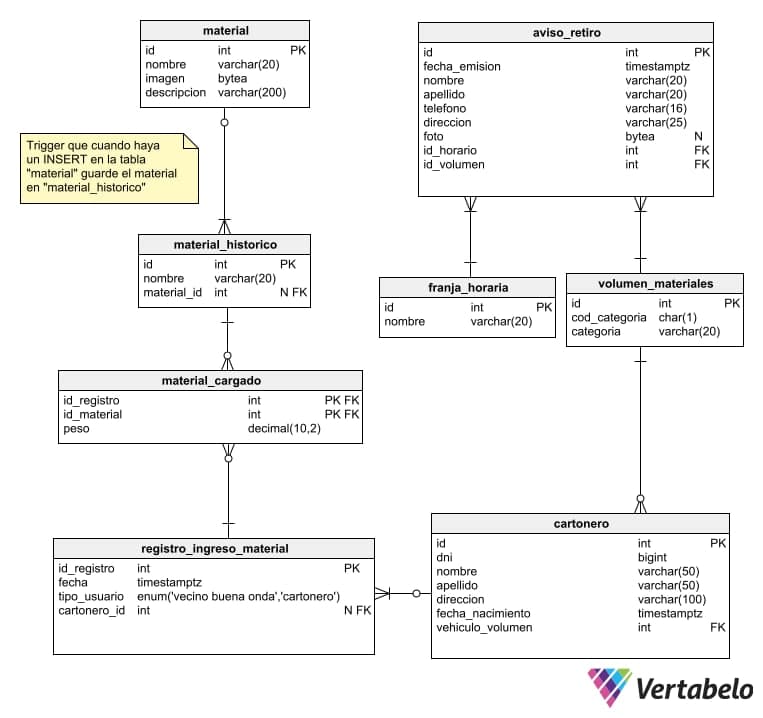 material
id int PK
nombre varchar(20)
imagen bytea
descripcion varchar(200)
aviso_retiro
id int PK
fecha_emision timestamptz
nombre varchar(20)
apellido varchar(20)
telefono varchar(16)
direccion varchar(25)
foto bytea N
id_horario int FK
id_volumen int FK
Trigger que cuando haya
un INSERT en la tabla
"material" guarde el material
en "material_historico"
material_historico
id int PK
nombre varchar(20)
material_id int N FK
franja_horaria
id int PK
nombre varchar(20)
volumen_materiales
id int PK
cod_categoria char(1)
categoria varchar(20)
material_cargado
id_registro int PK FK
id_material int PK FK
peso decimal(10,2)
registro_ingreso_material
id_registro int PK
fecha timestamptz
tipo_usuario enum('vecino buena onda','cartonero')
cartonero_id int N FK
cartonero
id int PK
dni bigint
nombre varchar(50)
apellido varchar(50)
direccion varchar(100)
fecha_nacimiento timestamptz
vehiculo_volumen int FK
Vertabelo